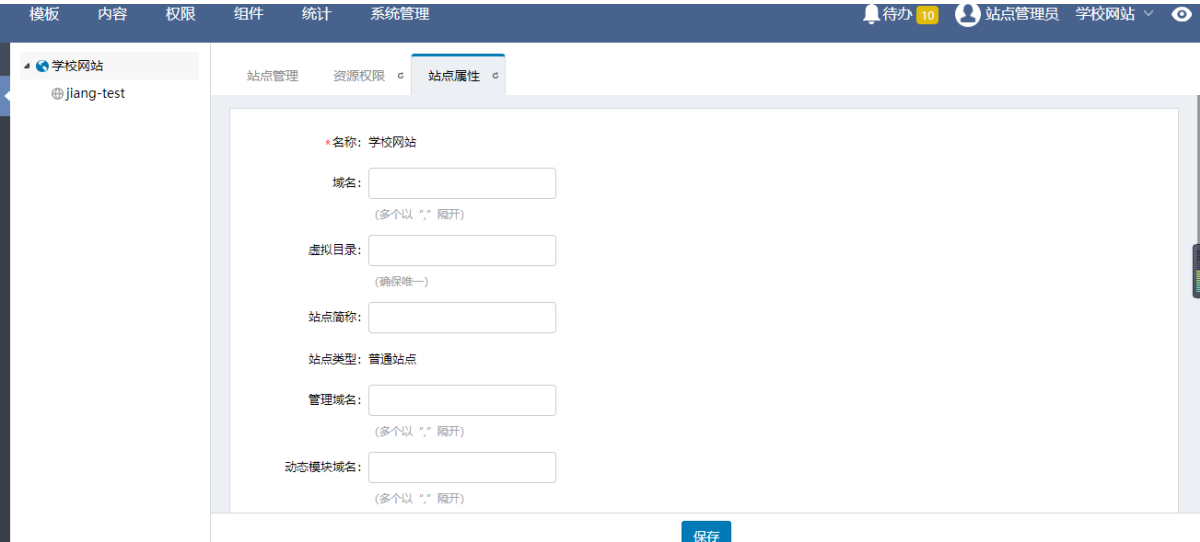 模板 内容 权限 组件 统计 系统管理 待办 10 站点管理员 学校网站
学校网站
jiang-test
站点管理 资源权限 站点属性
*名称: 学校网站
域名:
(多个以 “,” 隔开)
虚拟目录:
(确保唯一)
站点简称:
站点类型: 普通站点
管理域名:
(多个以 “,” 隔开)
动态模块域名:
(多个以 “,” 隔开)
保存